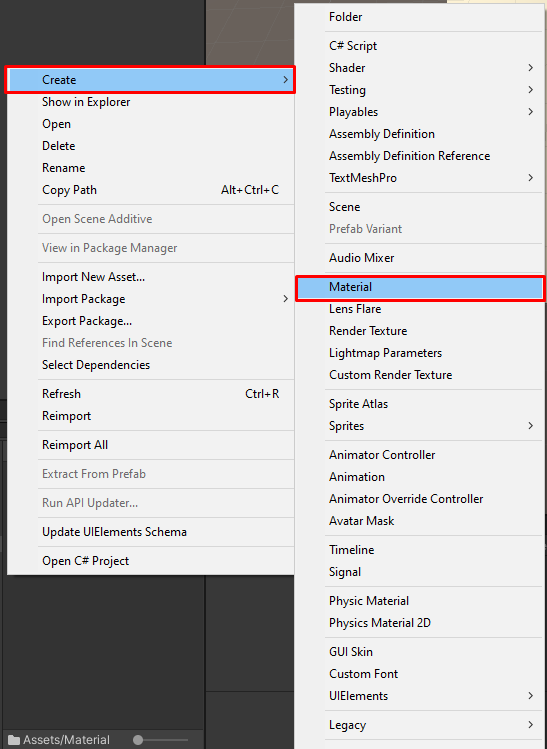 Create
Show in Explorer
Open
Delete
Rename
Copy Path Alt+Ctrl+C
Open Scene Additive
View in Package Manager
Import New Asset...
Import Package
Export Package...
Find References In Scene
Select Dependencies
Refresh Ctrl+R
Reimport
Reimport All
Extract From Prefab
Run API Updater...
Update UIElements Schema
Open C# Project
Folder
C# Script
Shader
Testing
Playables
Assembly Definition
Assembly Definition Reference
TextMeshPro
Scene
Prefab Variant
Audio Mixer
Material
Lens Flare
Render Texture
Lightmap Parameters
Custom Render Texture
Sprite Atlas
Sprites
Animator Controller
Animation
Animator Override Controller
Avatar Mask
Timeline
Signal
Physic Material
Physics Material 2D
GUI Skin
Custom Font
UIElements
Legacy
Assets/Material